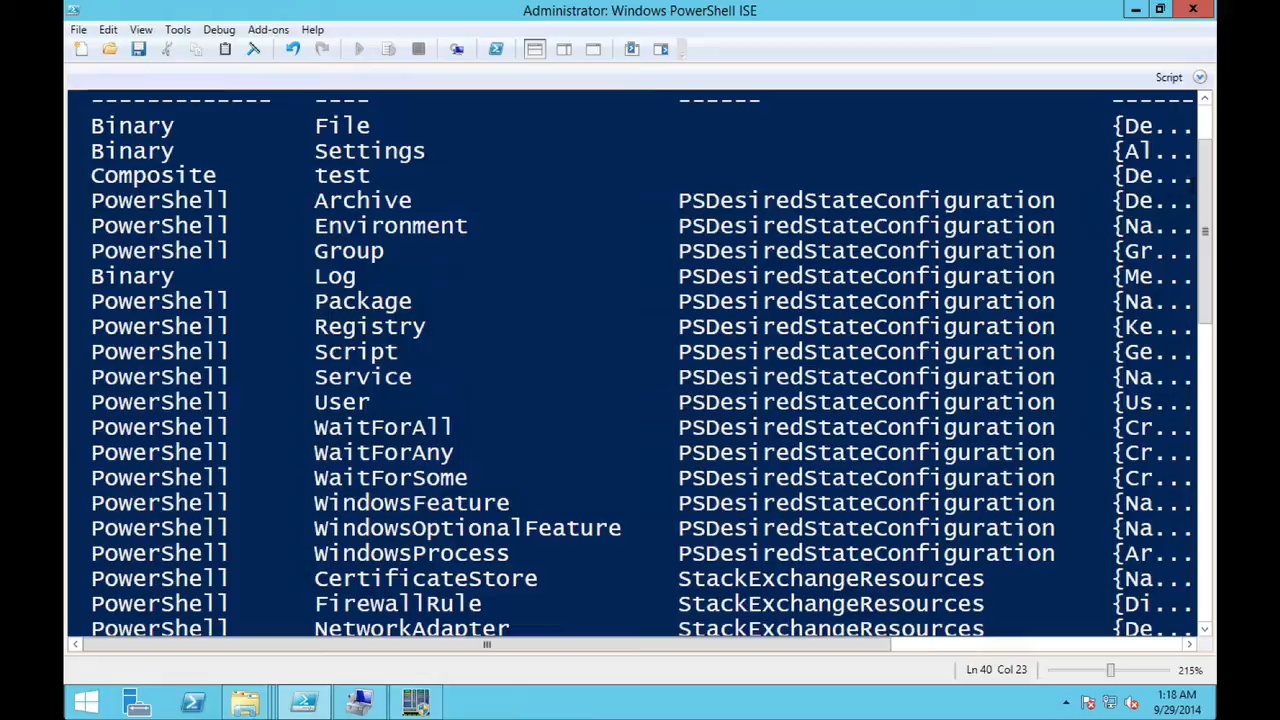 Administrator: Windows PowerShell ISE
File Edit View Tools Debug Add-ons Help
Script
------------- ---- ------ ------
Binary File {De...
Binary Settings {Al...
Composite test {De...
PowerShell Archive PSDesiredStateConfiguration {De...
PowerShell Environment PSDesiredStateConfiguration {Na...
PowerShell Group PSDesiredStateConfiguration {Gr...
Binary Log PSDesiredStateConfiguration {Me...
PowerShell Package PSDesiredStateConfiguration {Na...
PowerShell Registry PSDesiredStateConfiguration {Ke...
PowerShell Script PSDesiredStateConfiguration {Ge...
PowerShell Service PSDesiredStateConfiguration {Na...
PowerShell User PSDesiredStateConfiguration {Us...
PowerShell WaitForAll PSDesiredStateConfiguration {Cr...
PowerShell WaitForAny PSDesiredStateConfiguration {Cr...
PowerShell WaitForSome PSDesiredStateConfiguration {Cr...
PowerShell WindowsFeature PSDesiredStateConfiguration {Na...
PowerShell WindowsOptionalFeature PSDesiredStateConfiguration {Na...
PowerShell WindowsProcess PSDesiredStateConfiguration {Ar...
PowerShell CertificateStore StackExchangeResources {Na...
PowerShell FirewallRule StackExchangeResources {Di...
PowerShell NetworkAdapter StackExchangeResources {De...
Ln 40 Col 23 215%
1:18 AM
9/29/2014